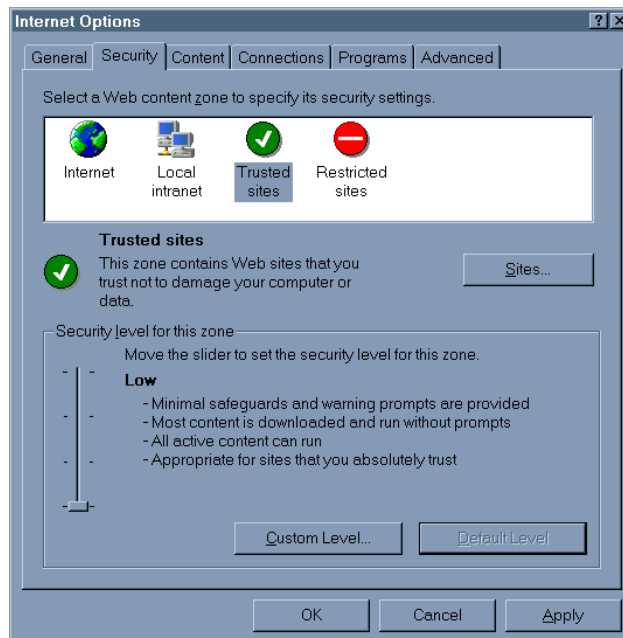 Internet Options
General Security Content Connections Programs Advanced
Select a Web content zone to specify its security settings.
Internet Local intranet Trusted sites Restricted sites
Trusted sites
This zone contains Web sites that you
trust not to damage your computer or
data.
Sites...
Security level for this zone
Move the slider to set the security level for this zone.
Low
- Minimal safeguards and warning prompts are provided
- Most content is downloaded and run without prompts
- All active content can run
- Appropriate for sites that you absolutely trust
Custom Level... Default Level
OK Cancel Apply